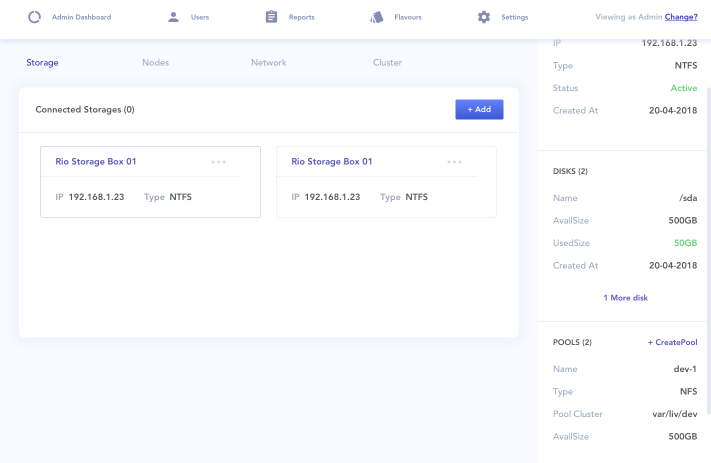 Admin Dashboard
Users
Reports
Flavours
Settings
Viewing as Admin Change?
Storage
Nodes
Network
Cluster
Connected Storages (0)
+ Add
Rio Storage Box 01
IP 192.168.1.23 Type NTFS
Rio Storage Box 01
IP 192.168.1.23 Type NTFS
IP 192.168.1.23
Type NTFS
Status Active
Created At 20-04-2018
DISKS (2)
Name /sda
AvailSize 500GB
UsedSize 50GB
Created At 20-04-2018
1 More disk
POOLS (2) + CreatePool
Name dev-1
Type NFS
Pool Cluster var/liv/dev
AvailSize 500GB